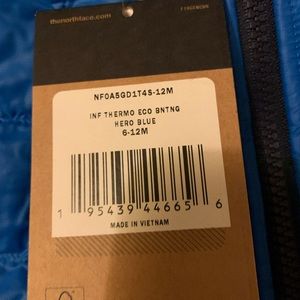 thenorthface.com
NF0A5GD1T4S-12M
INF THERMO ECO BNTNG
HERO BLUE
6-12M
1 95439 44665 6
MADE IN VIETNAM